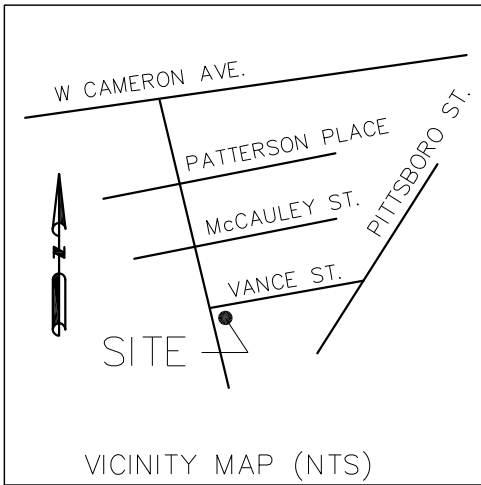 W CAMERON AVE.
PATTERSON PLACE
PITTSBORO ST.
McCAULEY ST.
VANCE ST.
N
SITE
VICINITY MAP (NTS)